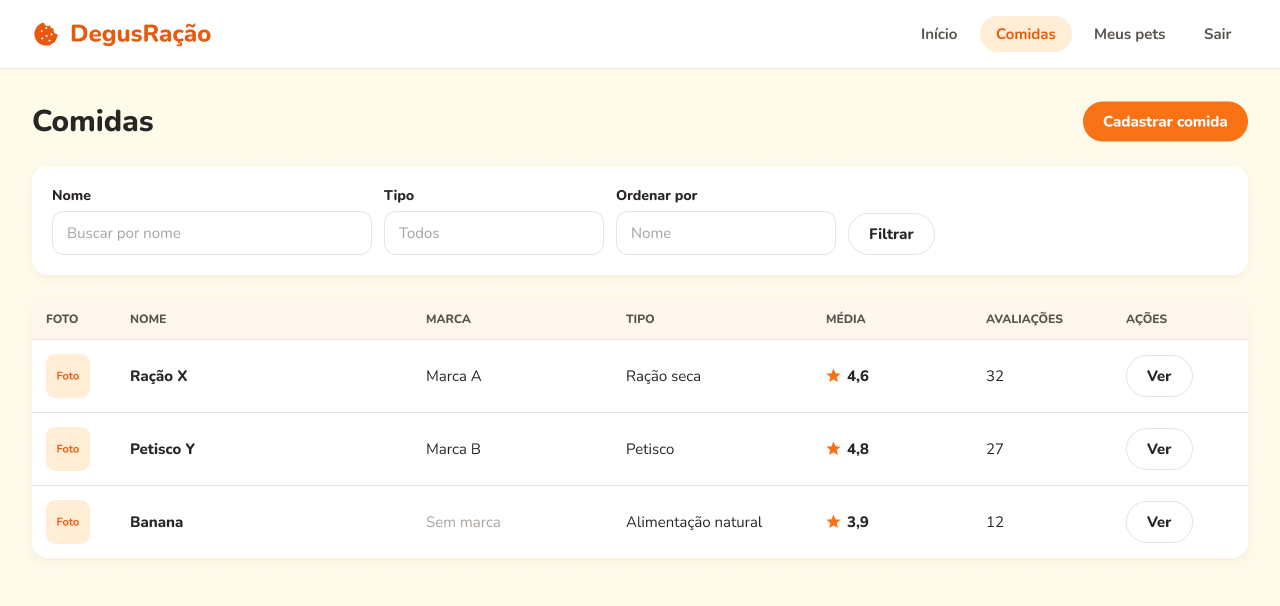 DegusRação
Início Comidas Meus pets Sair
Comidas
Cadastrar comida
Nome Tipo Ordenar por
Buscar por nome Todos Nome Filtrar
FOTO NOME MARCA TIPO MÉDIA AVALIAÇÕES AÇÕES
Foto Ração X Marca A Ração seca 4,6 32 Ver
Foto Petisco Y Marca B Petisco 4,8 27 Ver
Foto Banana Sem marca Alimentação natural 3,9 12 Ver